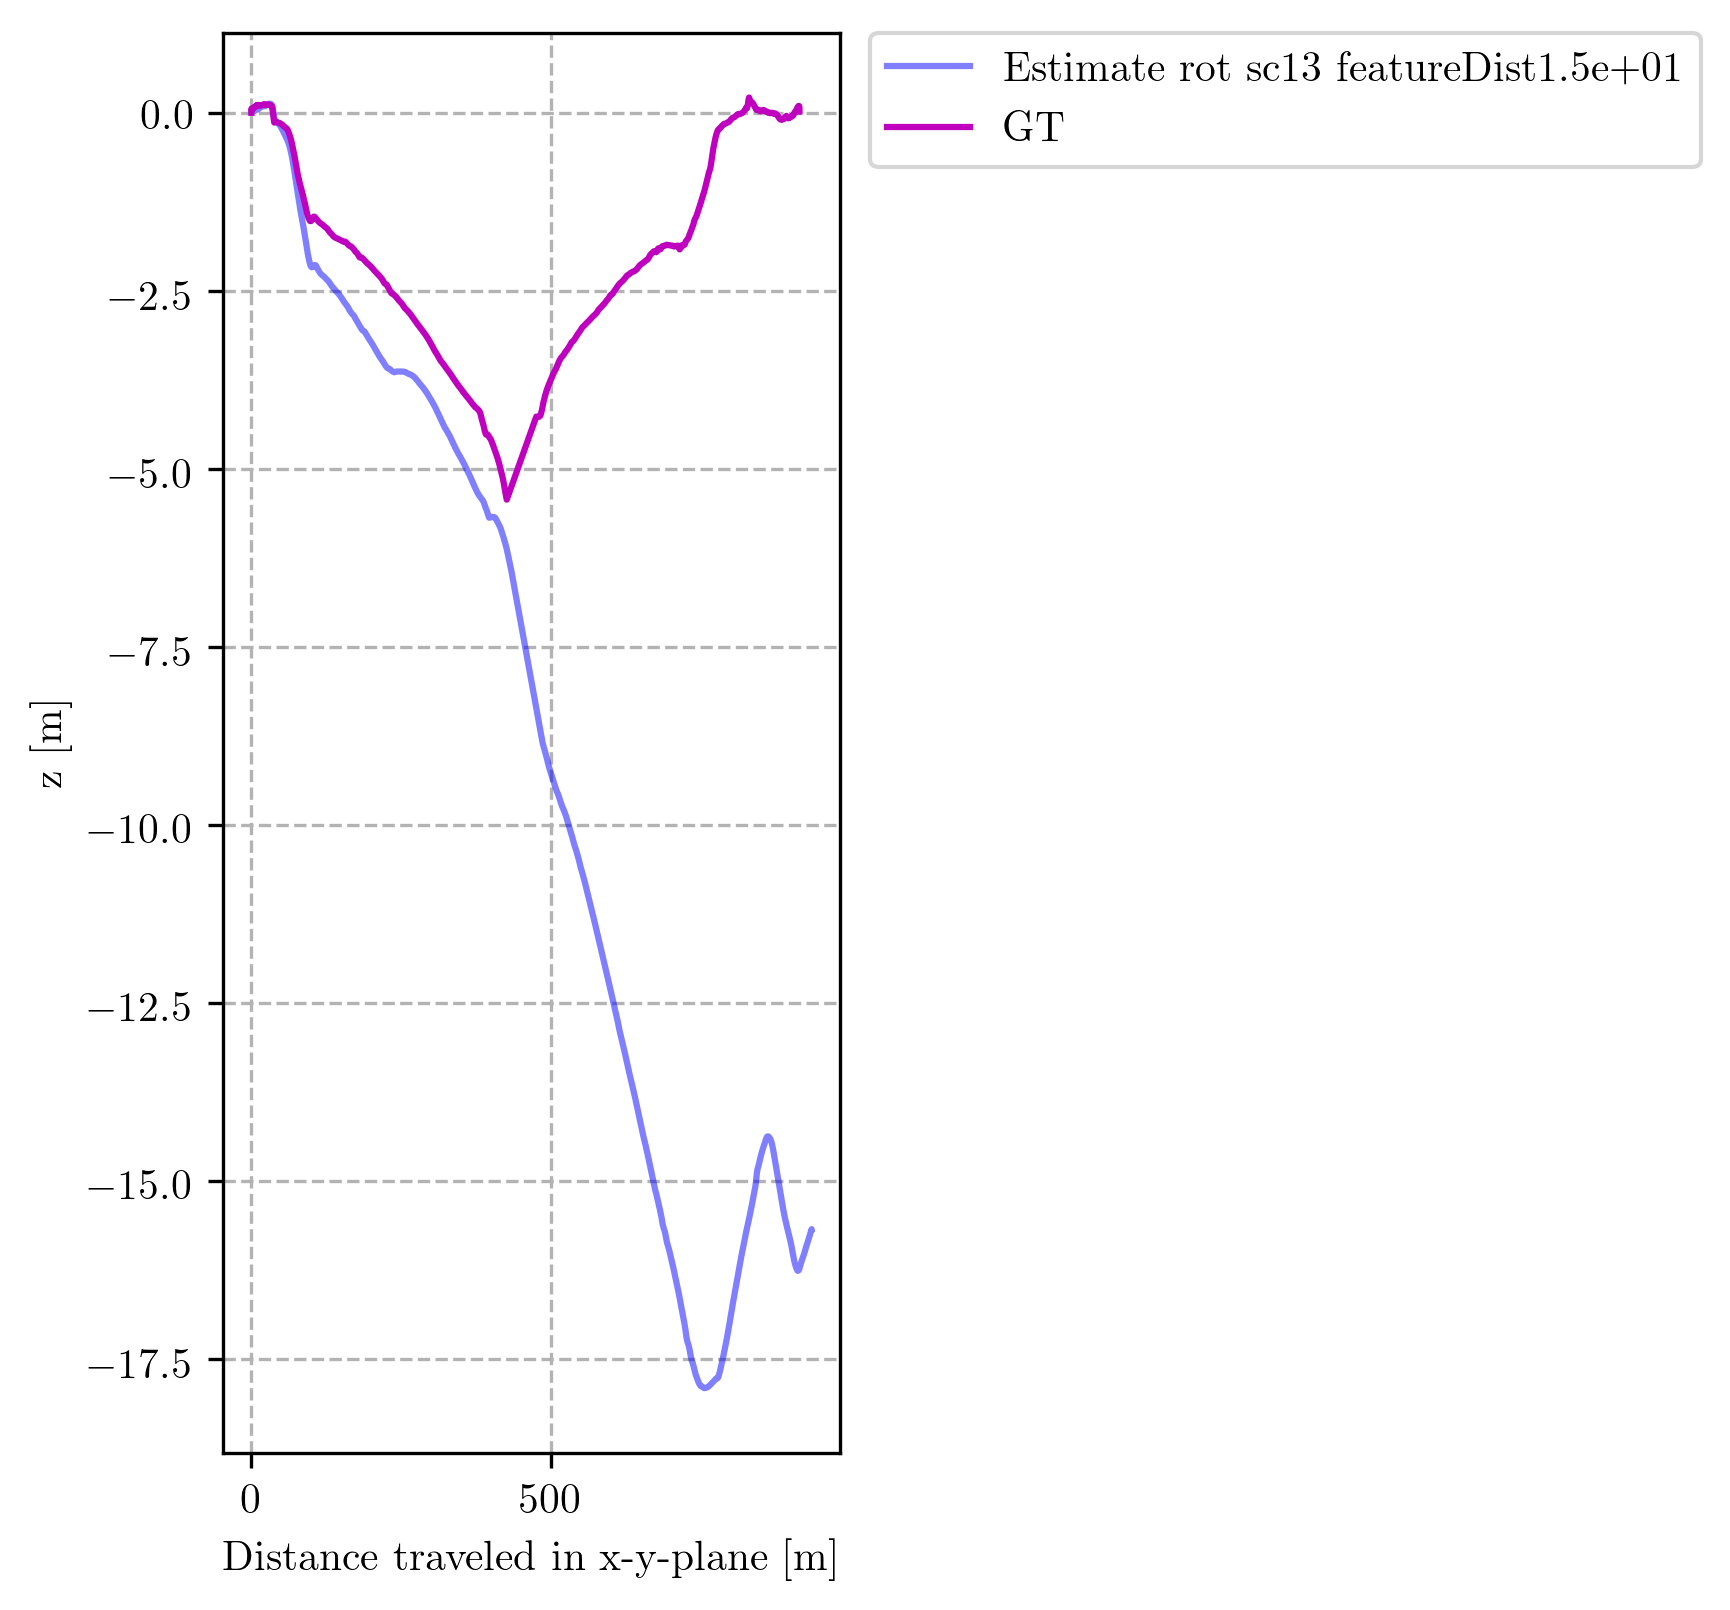 Estimate rot sc13 featureDist1.5e+01
GT
0.0
−2.5
−5.0
−7.5
−10.0
−12.5
−15.0
−17.5
z [m]
0 500
Distance traveled in x-y-plane [m]